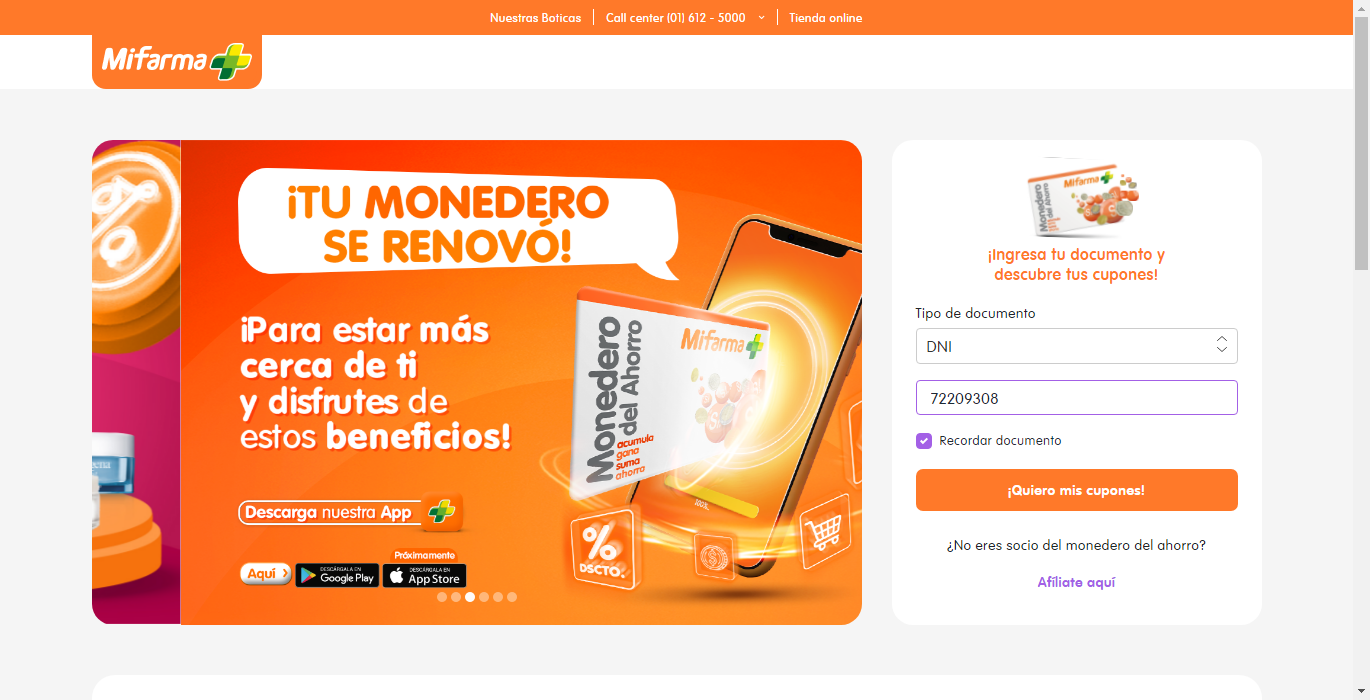 Nuestras Boticas
Call center (01) 612 - 5000
Tienda online
Mifarma
¡TU MONEDERO
SE RENOVÓ!
¡Para estar más
cerca de ti
y disfrutes de
estos beneficios!
Descarga nuestra App
Próximamente
Aquí
DESCÁRGALA EN
Google Play
DESCÁRGALA EN
App Store
Monedero
del Ahorro
acumula
gana
suma
ahorro
Mifarma
100%
%
DSCTO.
Monedero
del Ahorro
Mifarma
¡Ingresa tu documento y
descubre tus cupones!
Tipo de documento
DNI
72209308
Recordar documento
¡Quiero mis cupones!
¿No eres socio del monedero del ahorro?
Afíliate aquí